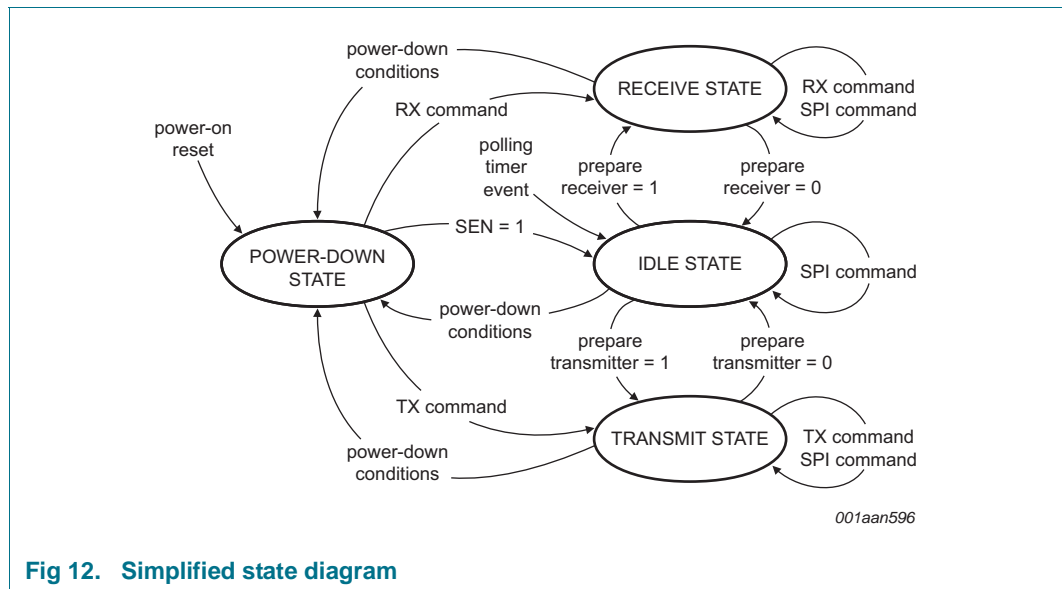 power-down
conditions
RECEIVE STATE
RX command
SPI command
RX command
power-on
reset
polling
timer
event
prepare
receiver = 1
prepare
receiver = 0
SEN = 1
POWER-DOWN
STATE
IDLE STATE
SPI command
power-down
conditions
prepare
transmitter = 1
prepare
transmitter = 0
TX command
TRANSMIT STATE
TX command
SPI command
power-down
conditions
001aan596
Fig 12. Simplified state diagram